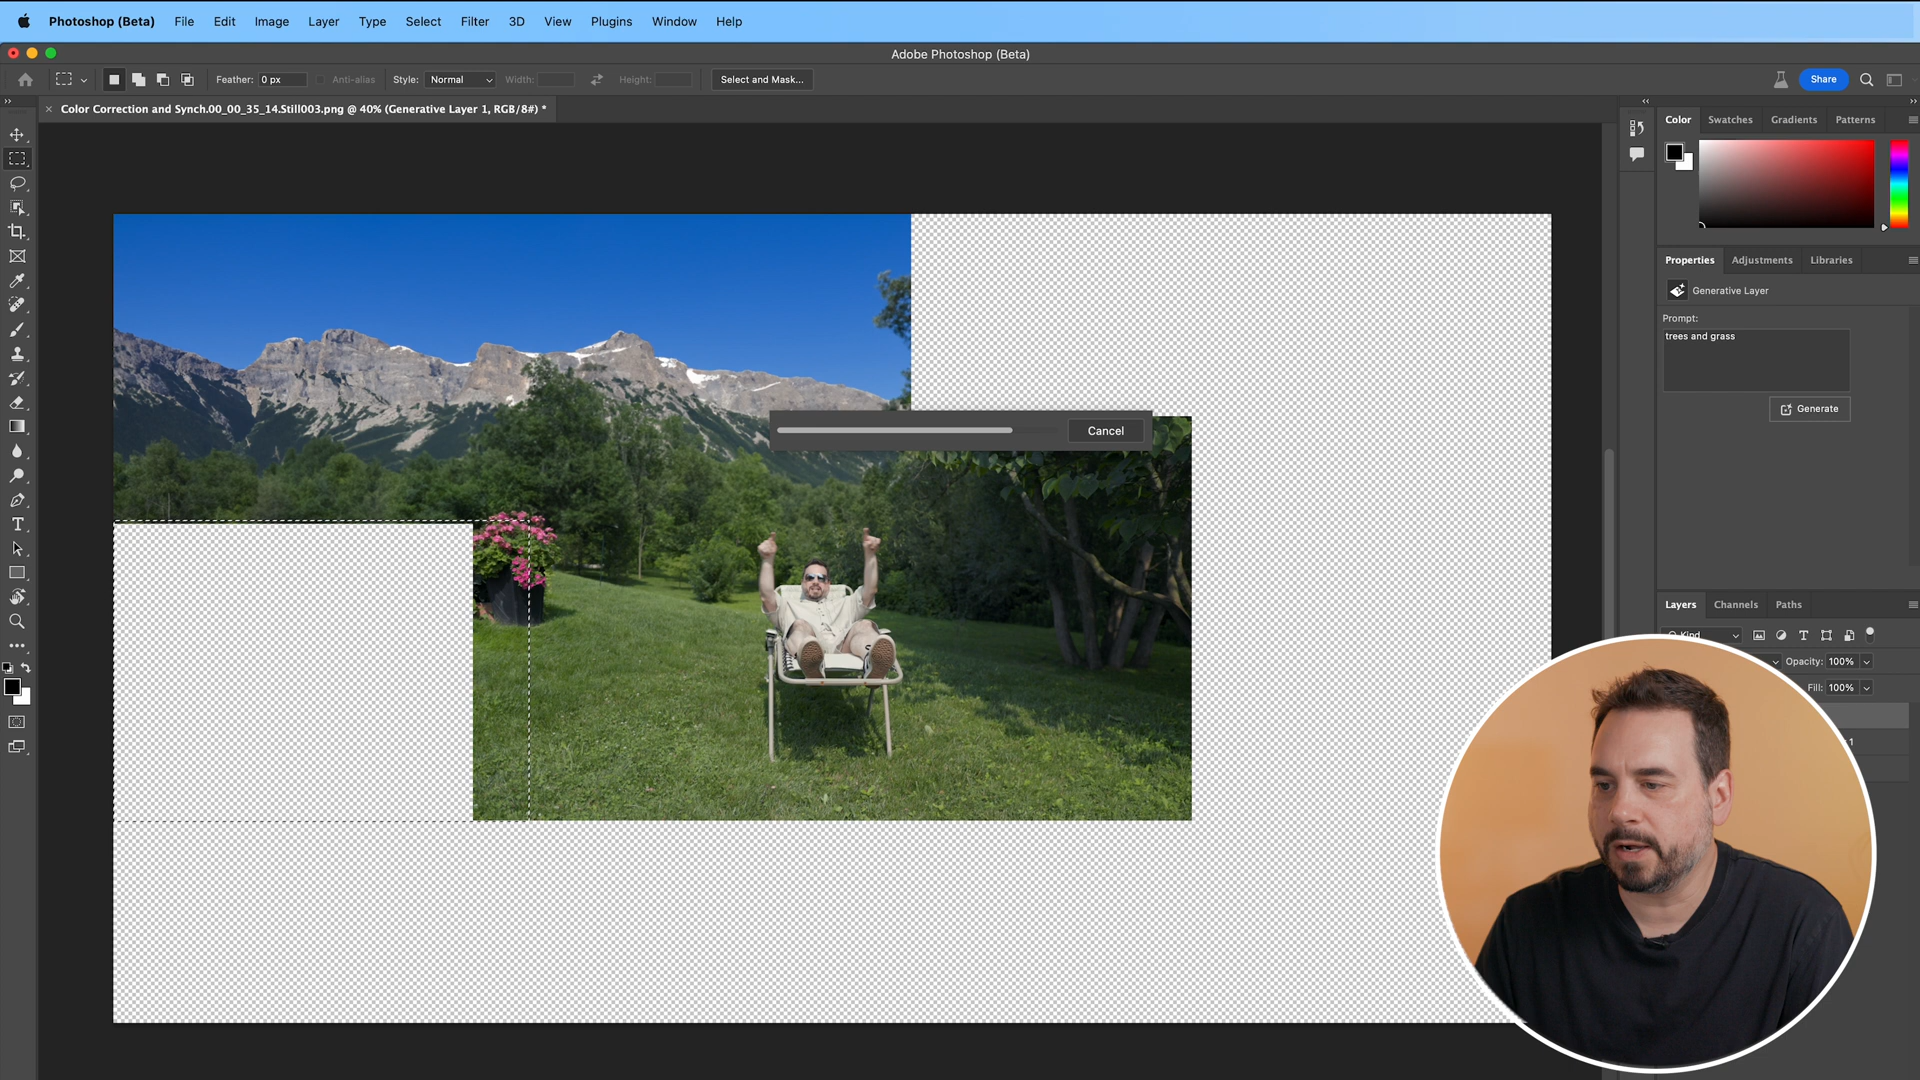 Photoshop (Beta) File Edit Image Layer Type Select Filter 3D View Plugins Window Help
Adobe Photoshop (Beta)
Feather: 0 px Anti-alias Style: Normal Width: Height: Select and Mask... Share
Color Correction and Synch.00_00_35_14.Still003.png @ 40% (Generative Layer 1, RGB/8#) *
Color Swatches Gradients Patterns
Properties Adjustments Libraries
Generative Layer
Prompt:
trees and grass
Generate
Cancel
Layers Channels Paths
Kind
Opacity: 100%
Fill: 100%
1